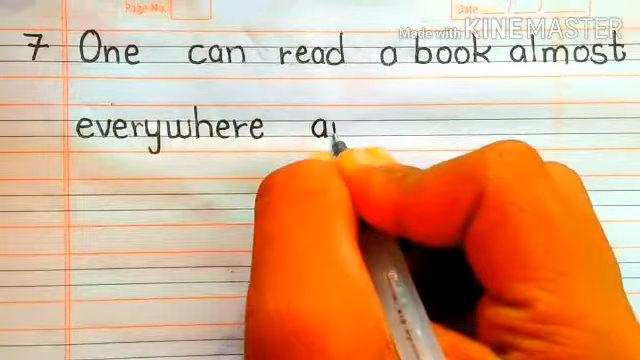 Page No.
Date
Made with KINEMASTER
7 One can read a book almost
everywhere a